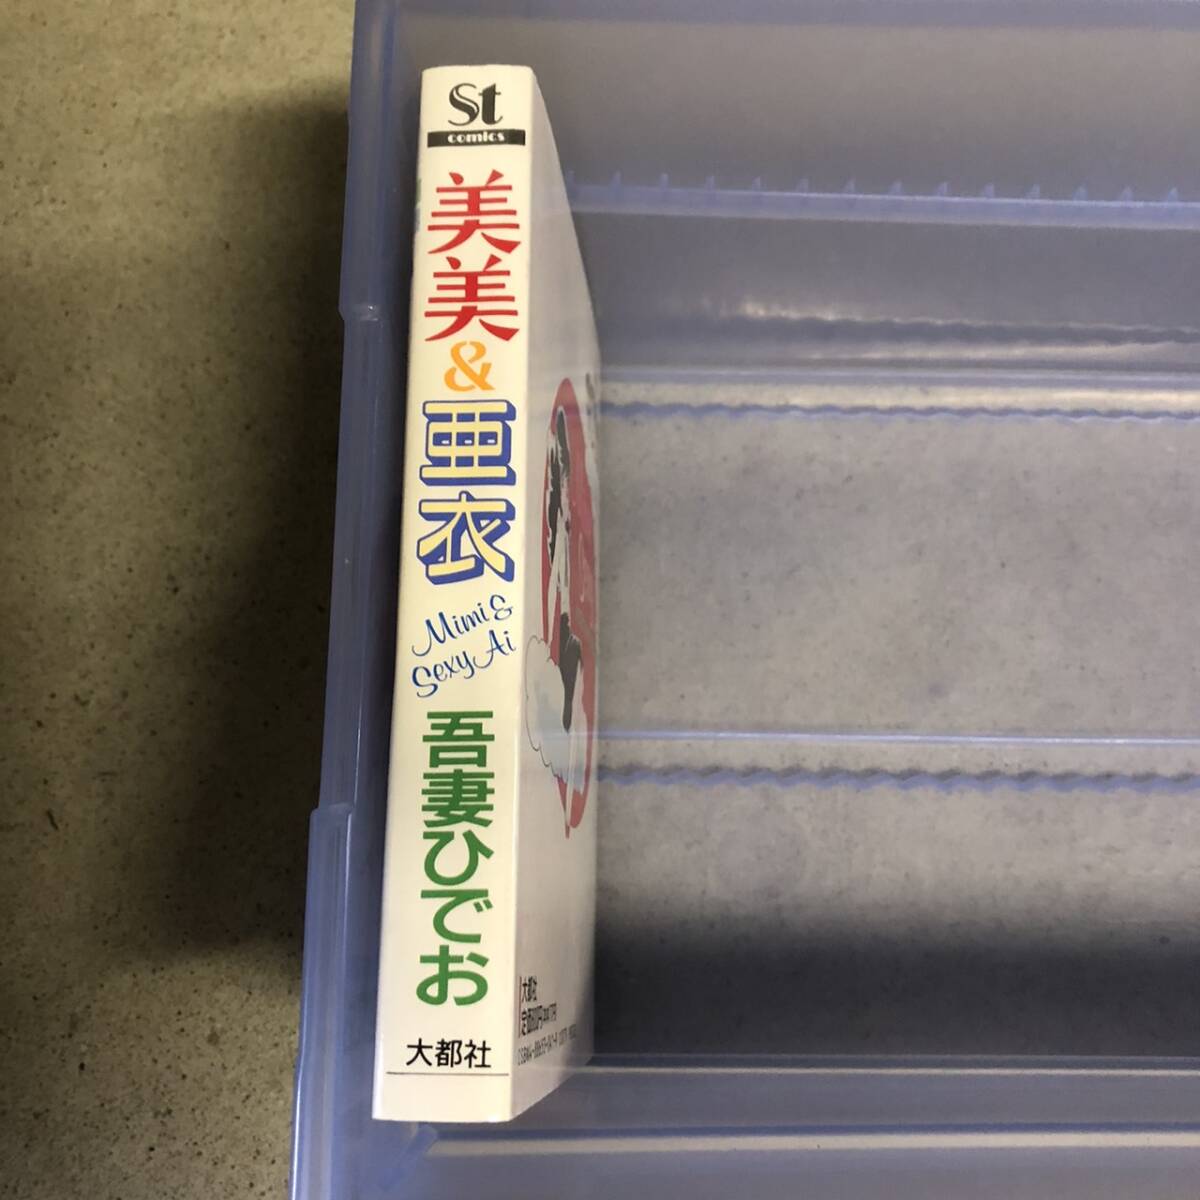 St
comics
美美&亜衣
Mimi &
Sexy Ai
吾妻ひでお
大都社
大都社